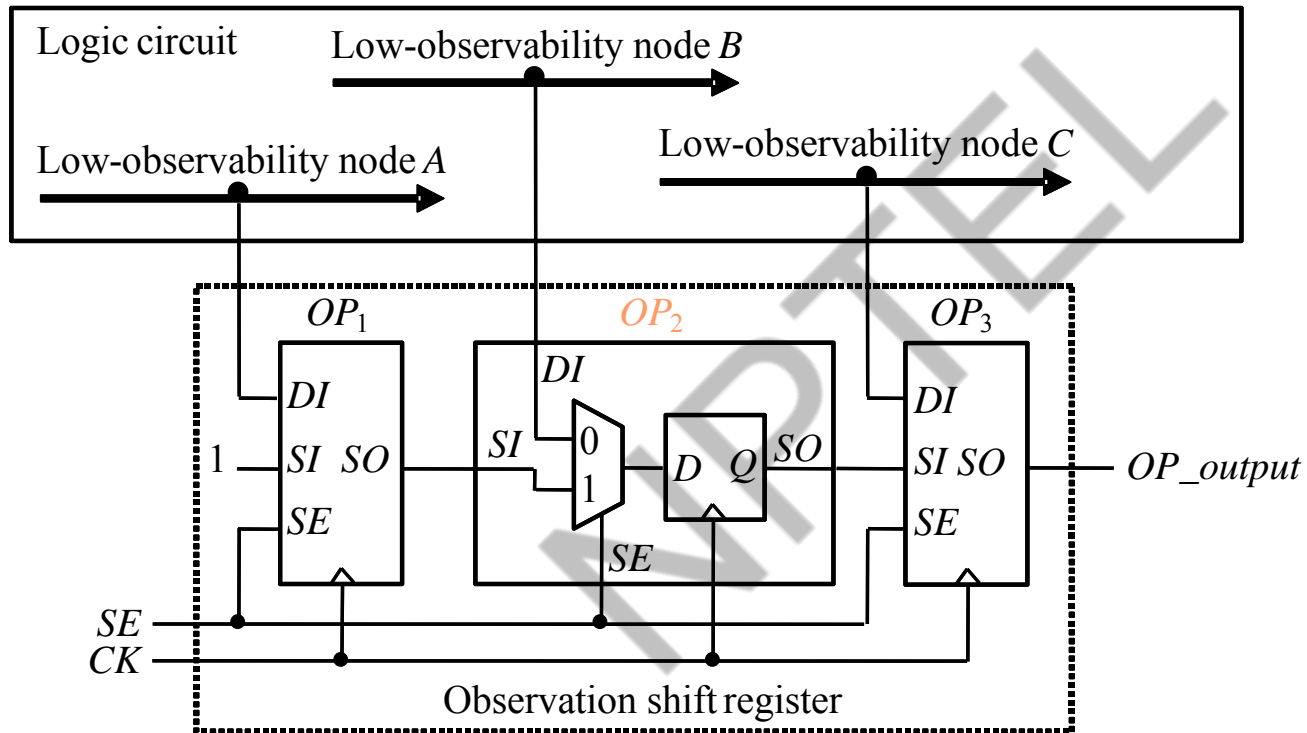 Logic circuit
Low-observability node B
Low-observability node A
Low-observability node C
OP1
OP2
OP3
DI
SI
SO
SE
1
DI
SI
0
1
SE
D
Q
SO
DI
SI
SO
SE
OP_output
SE
CK
Observation shift register
NPTEL